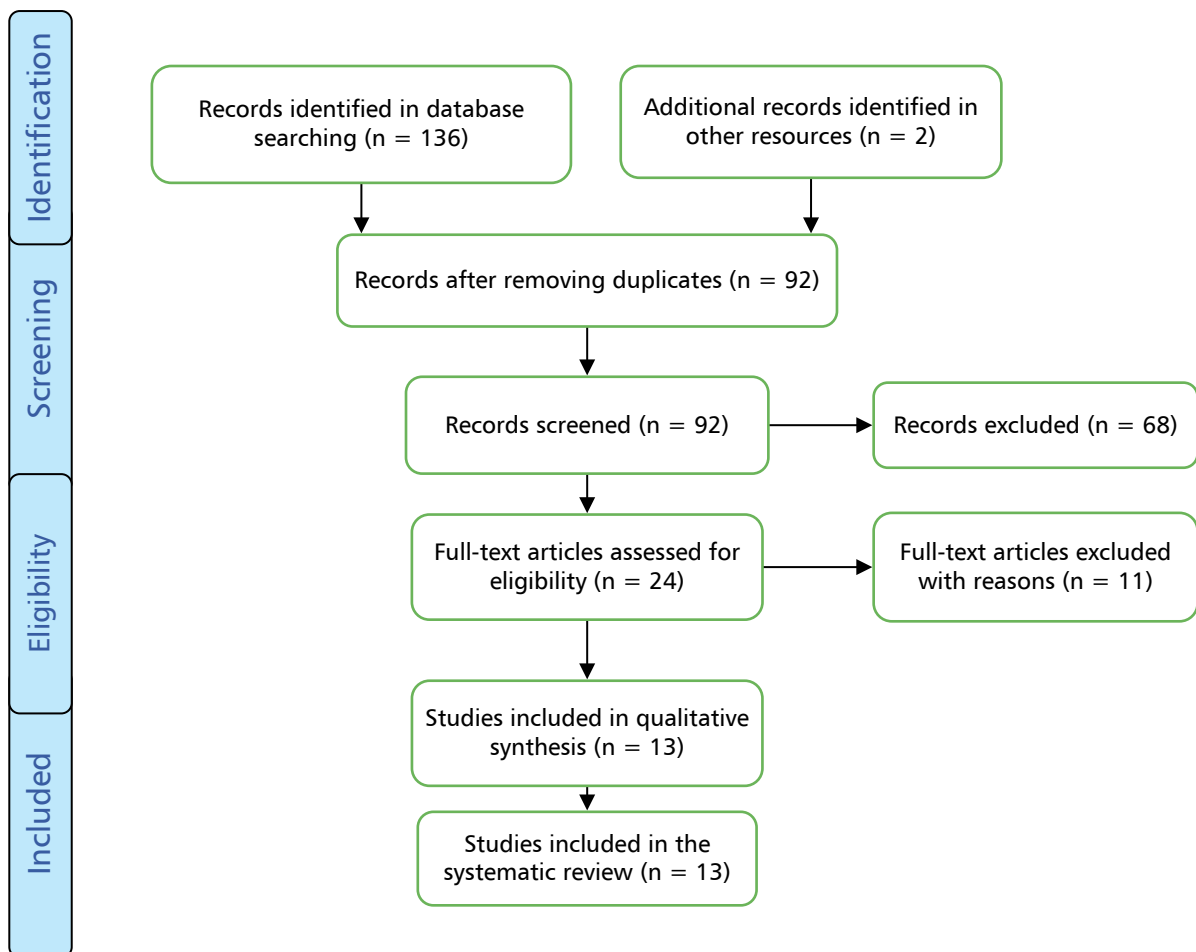 Identification
Records identified in database
searching (n = 136)
Additional records identified in
other resources (n = 2)
Records after removing duplicates (n = 92)
Screening
Records screened (n = 92)
Records excluded (n = 68)
Eligibility
Full-text articles assessed for
eligibility (n = 24)
Full-text articles excluded
with reasons (n = 11)
Included
Studies included in qualitative
synthesis (n = 13)
Studies included in the
systematic review (n = 13)